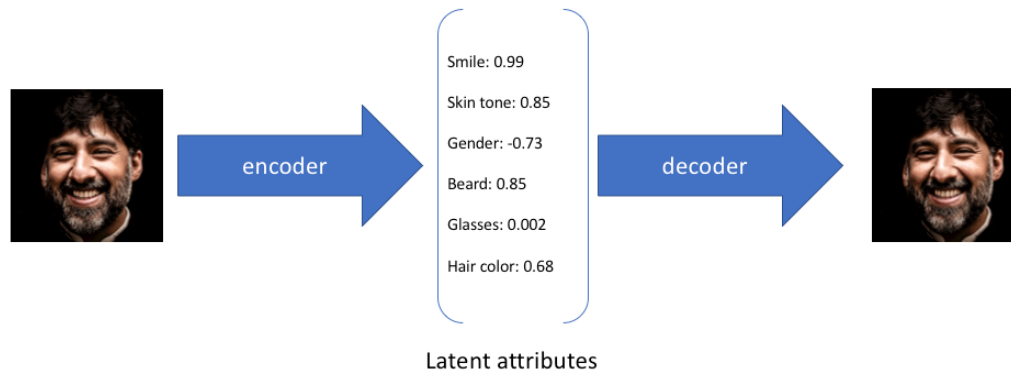 encoder
Smile: 0.99
Skin tone: 0.85
Gender: -0.73
Beard: 0.85
Glasses: 0.002
Hair color: 0.68
decoder
Latent attributes